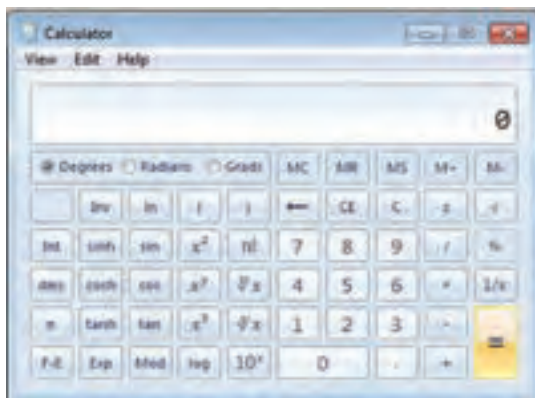 Calculator
View Edit Help
0
Degrees Radians Grads MC MR MS M+ M-
Inv ln ( ) ← CE C ± √
Int sinh sin x² n! 7 8 9 / %
dms cosh cos xʸ ʸ√x 4 5 6 * 1/x
π tanh tan x³ ³√x 1 2 3 - =
F-E Exp Mod log 10ˣ 0 . +